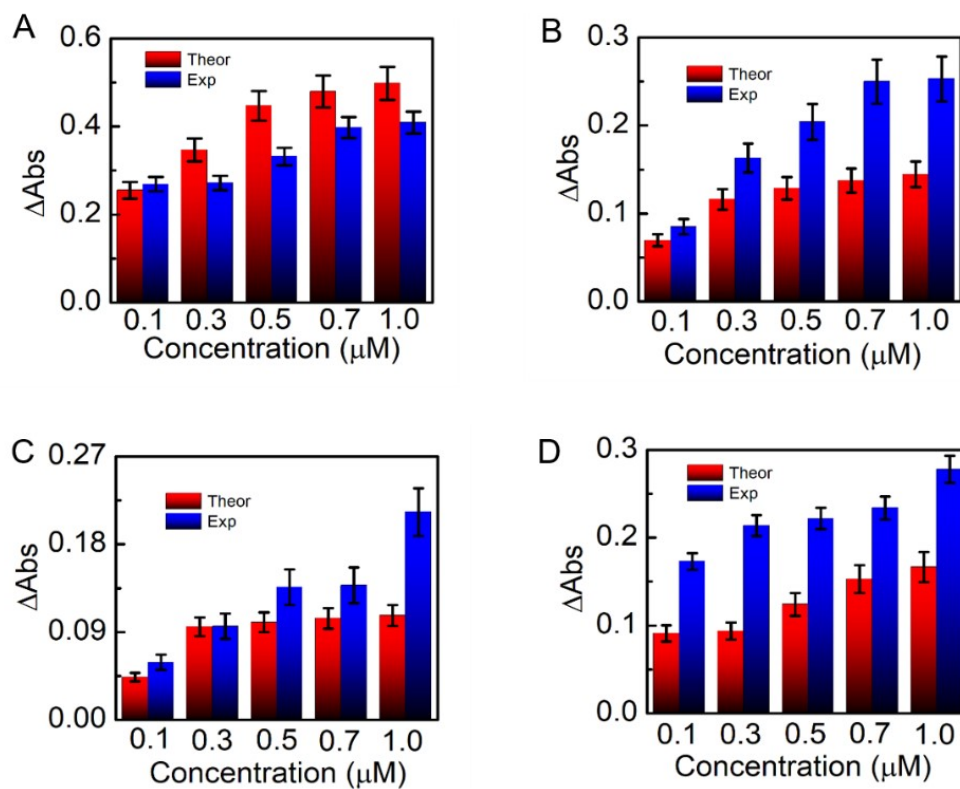 A
ΔAbs
0.6
0.4
0.2
0.0
Theor
Exp
0.1 0.3 0.5 0.7 1.0
Concentration (μM)
B
ΔAbs
0.3
0.2
0.1
0.0
Theor
Exp
0.1 0.3 0.5 0.7 1.0
Concentration (μM)
C
ΔAbs
0.27
0.18
0.09
0.00
Theor
Exp
0.1 0.3 0.5 0.7 1.0
Concentration (μM)
D
ΔAbs
0.3
0.2
0.1
0.0
Theor
Exp
0.1 0.3 0.5 0.7 1.0
Concentration (μM)